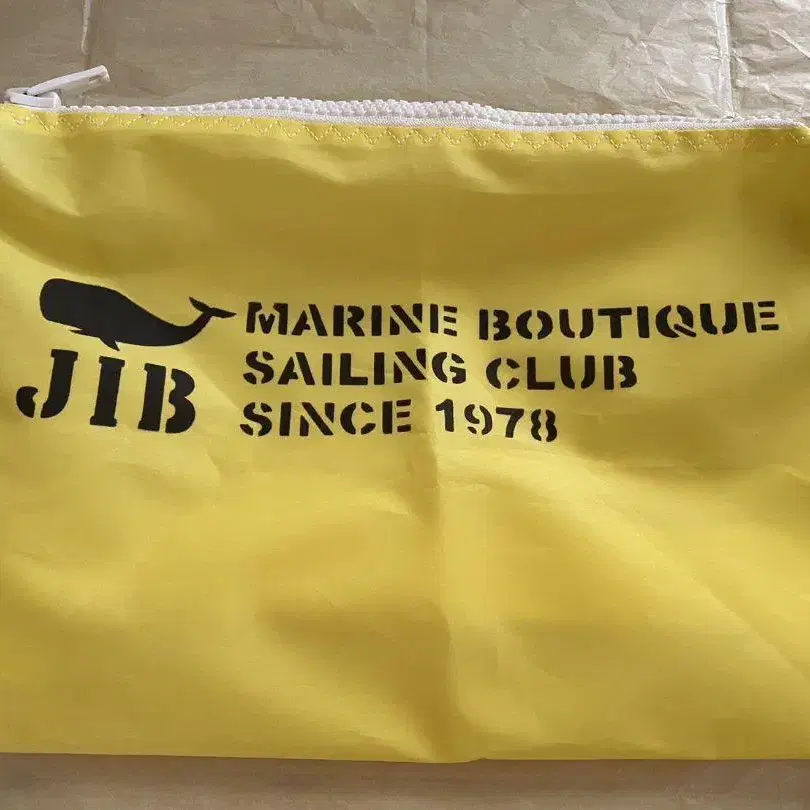 JIB
MARINE BOUTIQUE
SAILING CLUB
SINCE 1978